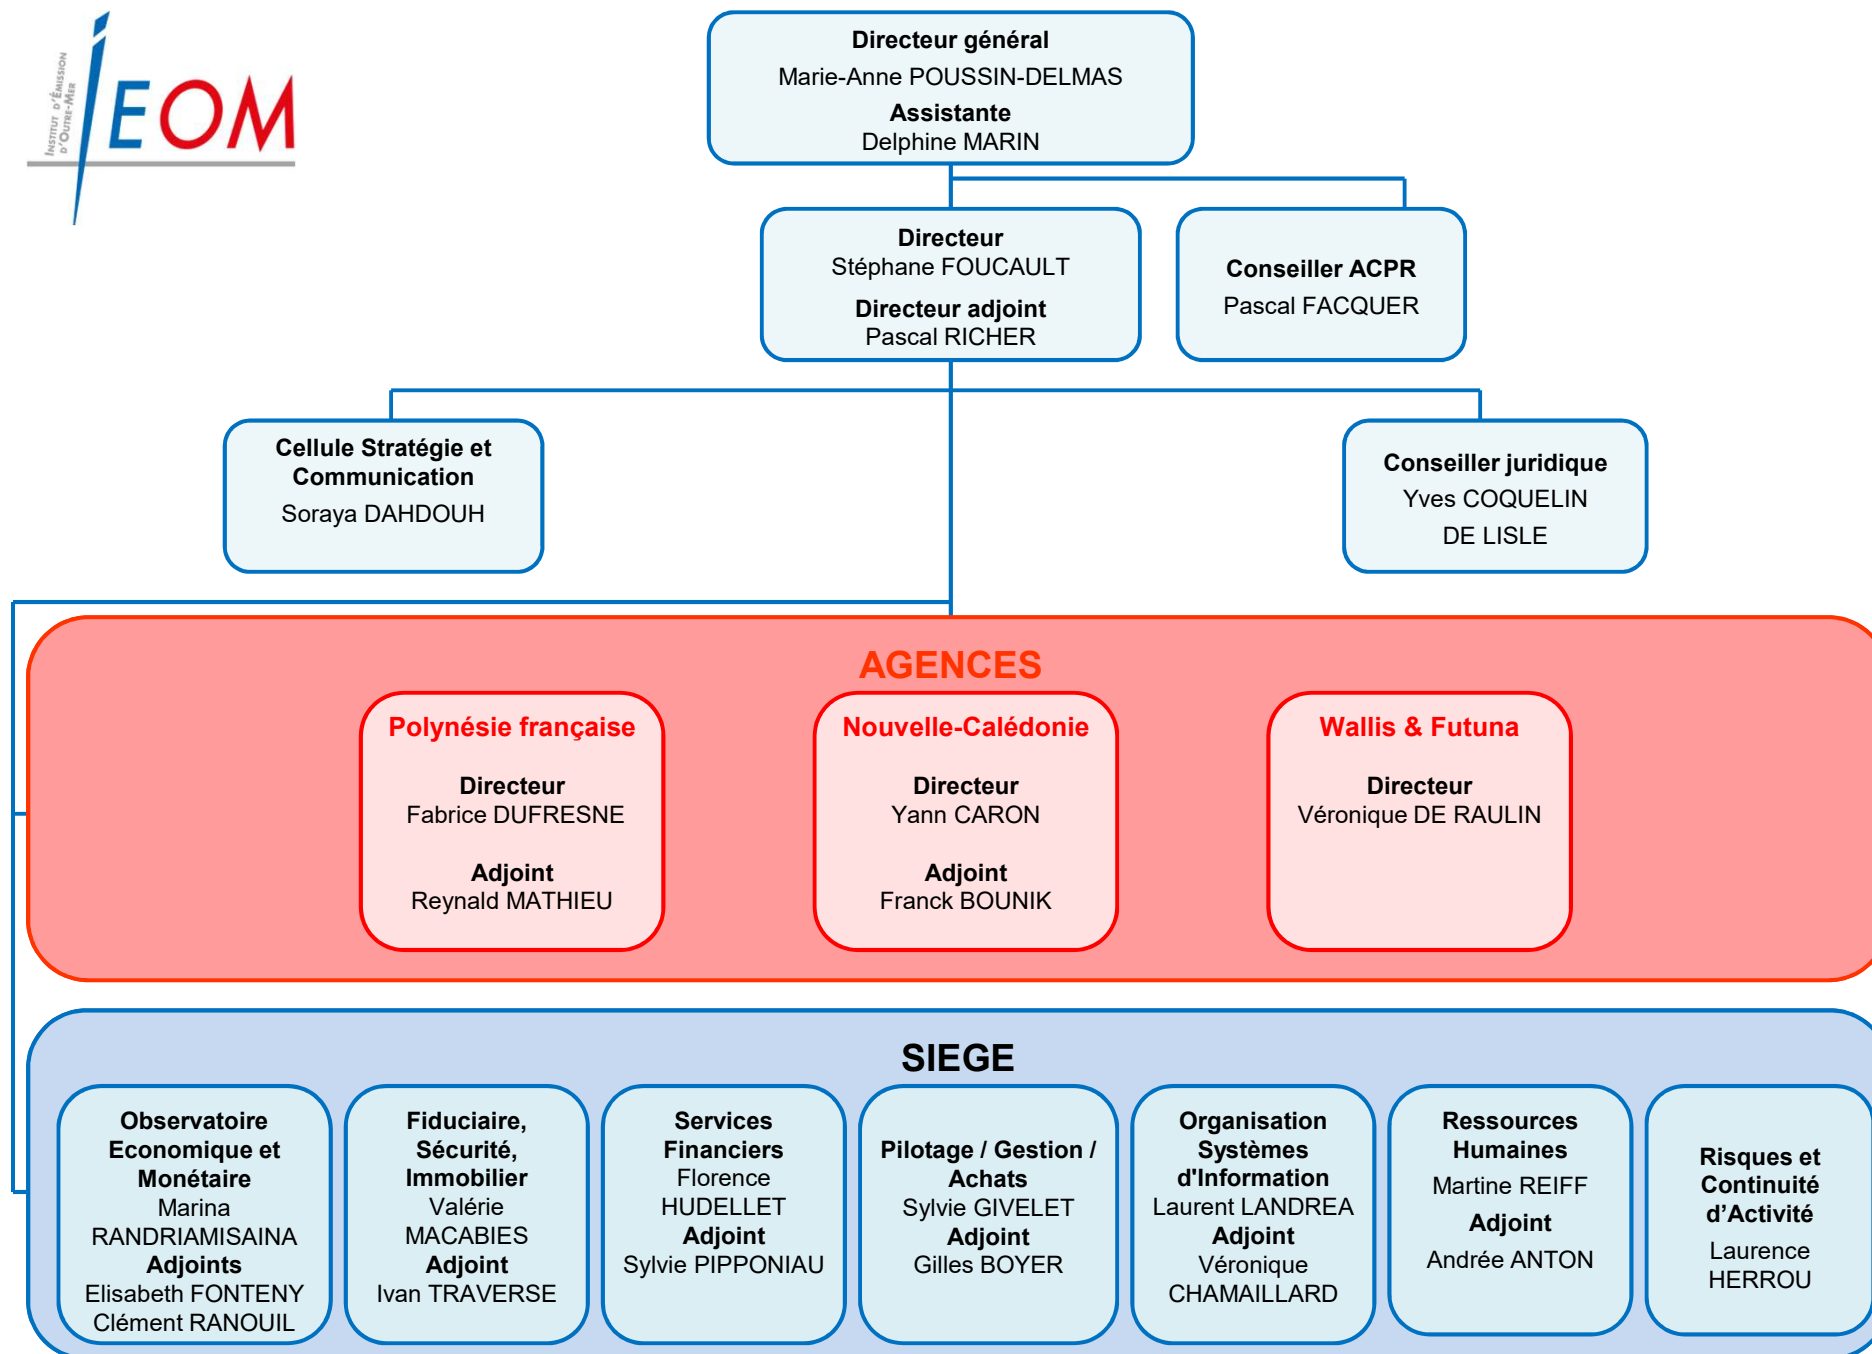 INSTITUT D'ÉMISSION
D'OUTRE-MER
IEOM
Directeur général
Marie-Anne POUSSIN-DELMAS
Assistante
Delphine MARIN
Directeur
Stéphane FOUCAULT
Directeur adjoint
Pascal RICHER
Conseiller ACPR
Pascal FACQUER
Cellule Stratégie et
Communication
Soraya DAHDOUH
Conseiller juridique
Yves COQUELIN
DE LISLE
AGENCES
Polynésie française
Directeur
Fabrice DUFRESNE
Adjoint
Reynald MATHIEU
Nouvelle-Calédonie
Directeur
Yann CARON
Adjoint
Franck BOUNIK
Wallis & Futuna
Directeur
Véronique DE RAULIN
SIEGE
Observatoire
Economique et
Monétaire
Marina
RANDRIAMISAINA
Adjoints
Elisabeth FONTENY
Clément RANOUIL
Fiduciaire,
Sécurité,
Immobilier
Valérie
MACABIES
Adjoint
Ivan TRAVERSE
Services
Financiers
Florence
HUDELLET
Adjoint
Sylvie PIPPONIAU
Pilotage / Gestion /
Achats
Sylvie GIVELET
Adjoint
Gilles BOYER
Organisation
Systèmes
d'Information
Laurent LANDREA
Adjoint
Véronique
CHAMAILLARD
Ressources
Humaines
Martine REIFF
Adjoint
Andrée ANTON
Risques et
Continuité
d’Activité
Laurence
HERROU